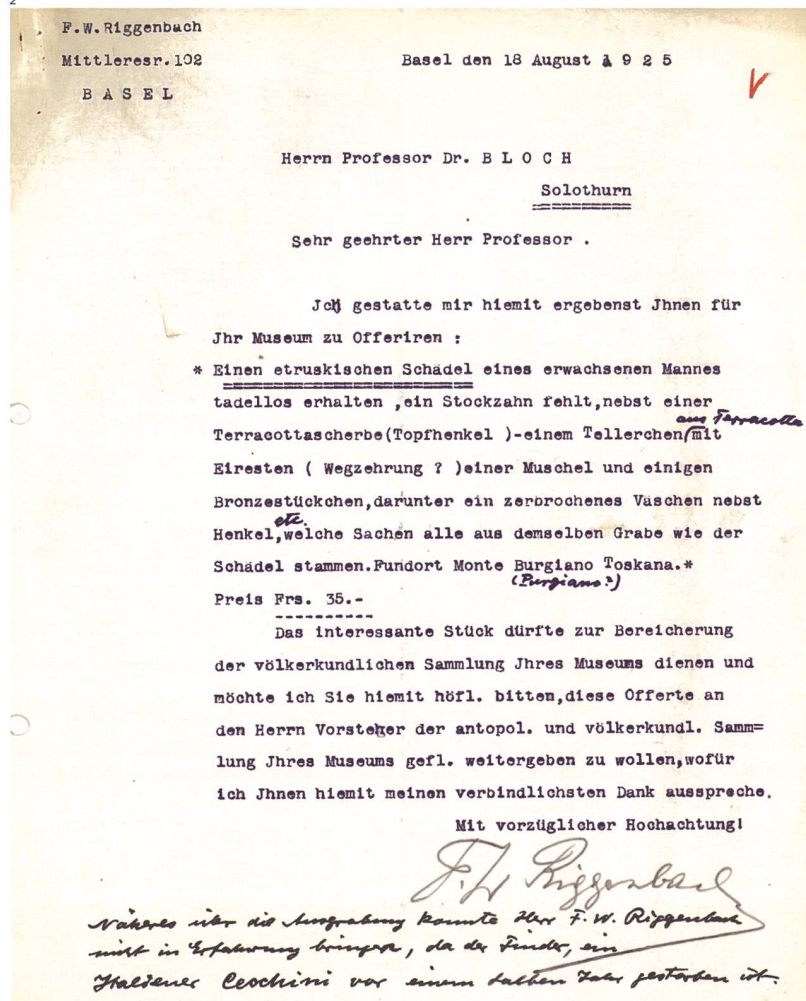 2
F.W.Riggenbach
Mittleresr.102
BASEL
Basel den 18 August 1 9 2 5
V
Herrn Professor Dr. B L O C H
Solothurn
Sehr geehrter Herr Professor .
Jch gestatte mir hiemit ergebenst Jhnen für
Jhr Museum zu Offeriren :
* Einen etruskischen Schädel eines erwachsenen Mannes
tadellos erhalten ,ein Stockzahn fehlt,nebst einer
aus Terracotta
Terracottascherbe(Topfhenkel )-einem Tellerchen mit
Eiresten ( Wegzehrung ? )einer Muschel und einigen
Bronzestückchen,darunter ein zerbrochenes Väschen nebst
etc.
Henkel,welche Sachen alle aus demselben Grabe wie der
Schädel stammen.Fundort Monte Burgiano Toskana.*
(Purgiano?)
Preis Frs. 35.-
Das interessante Stück dürfte zur Bereicherung
der völkerkundlichen Sammlung Jhres Museums dienen und
möchte ich Sie hiemit höfl. bitten,diese Offerte an
den Herrn Vorsteher der antopol. und völkerkundl. Samm=
lung Jhres Museums gefl. weitergeben zu wollen,wofür
ich Jhnen hiemit meinen verbindlichsten Dank ausspreche.
Mit vorzüglicher Hochachtung!
F.W Riggenbach
Näheres über die Ausgrabung konnte Herr F. W. Riggenbach
nicht in Erfahrung bringen, da der Finder, ein
Italiener Ceschini vor einem halben Jahr gestorben ist.